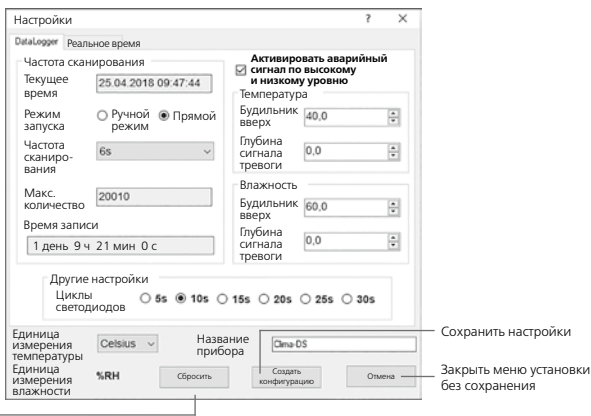 Настройки
? ×
DataLogger
Реальное время
Частота сканирования
Текущее
время
25.04.2018 09:47:44
Режим
запуска
Ручной
режим
Прямой
Частота
сканиро-
вания
6s
Макс.
количество
20010
Время записи
1 день 9 ч 21 мин 0 с
Активировать аварийный
сигнал по высокому
и низкому уровню
Температура
Будильник
вверх
40,0
Глубина
сигнала
тревоги
0,0
Влажность
Будильник
вверх
60,0
Глубина
сигнала
тревоги
0,0
Другие настройки
Циклы
светодиодов
5s 10s 15s 20s 25s 30s
Единица
измерения
температуры
Celsius
Название
прибора
Clima-DS
Единица
измерения
влажности
%RH
Сбросить
Создать
конфигурацию
Отмена
Сохранить настройки
Закрыть меню установки
без сохранения